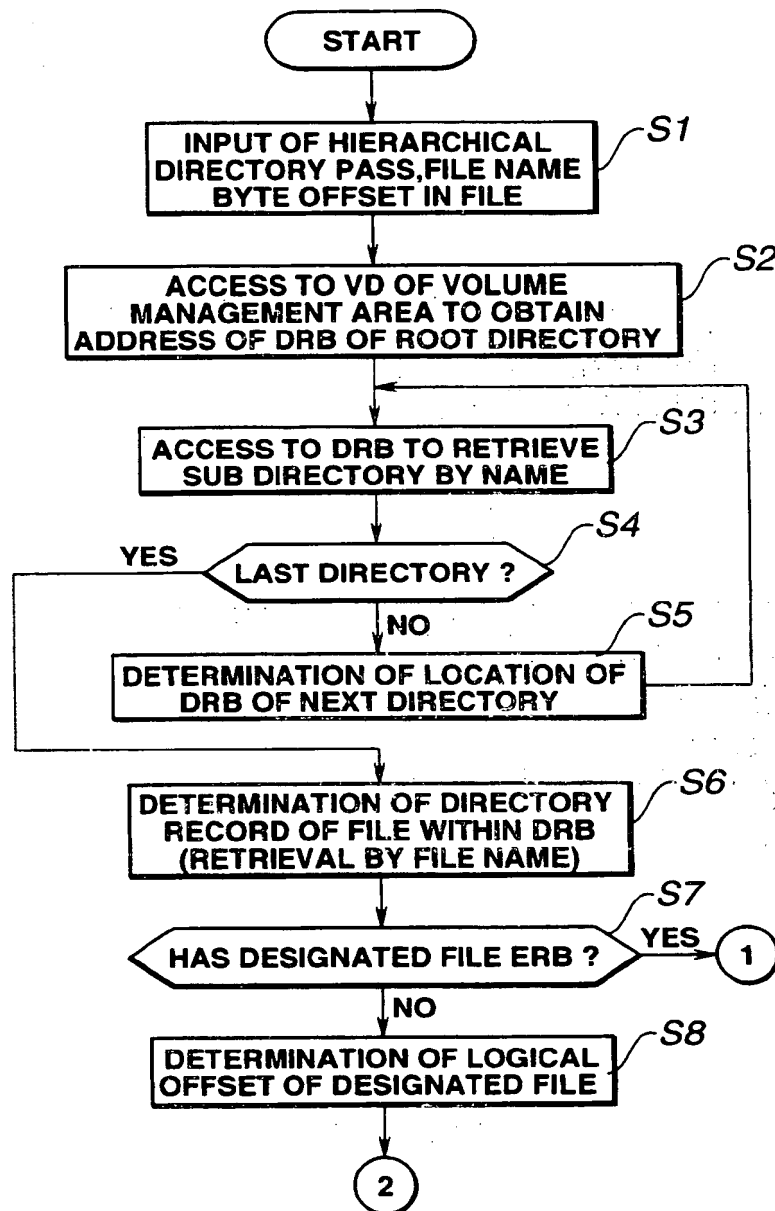 START
S1
INPUT OF HIERARCHICAL
DIRECTORY PASS,FILE NAME
BYTE OFFSET IN FILE
S2
ACCESS TO VD OF VOLUME
MANAGEMENT AREA TO OBTAIN
ADDRESS OF DRB OF ROOT DIRECTORY
S3
ACCESS TO DRB TO RETRIEVE
SUB DIRECTORY BY NAME
S4
YES
LAST DIRECTORY ?
NO
S5
DETERMINATION OF LOCATION OF
DRB OF NEXT DIRECTORY
S6
DETERMINATION OF DIRECTORY
RECORD OF FILE WITHIN DRB
(RETRIEVAL BY FILE NAME)
S7
HAS DESIGNATED FILE ERB ?
YES
1
NO
S8
DETERMINATION OF LOGICAL
OFFSET OF DESIGNATED FILE
2